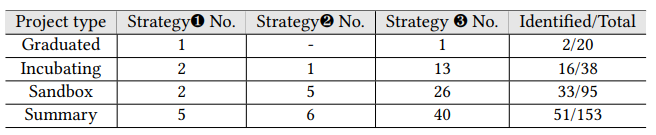 Project type Strategy❶ No. Strategy❷ No. Strategy ❸ No. Identified/Total
Graduated 1 - 1 2/20
Incubating 2 1 13 16/38
Sandbox 2 5 26 33/95
Summary 5 6 40 51/153